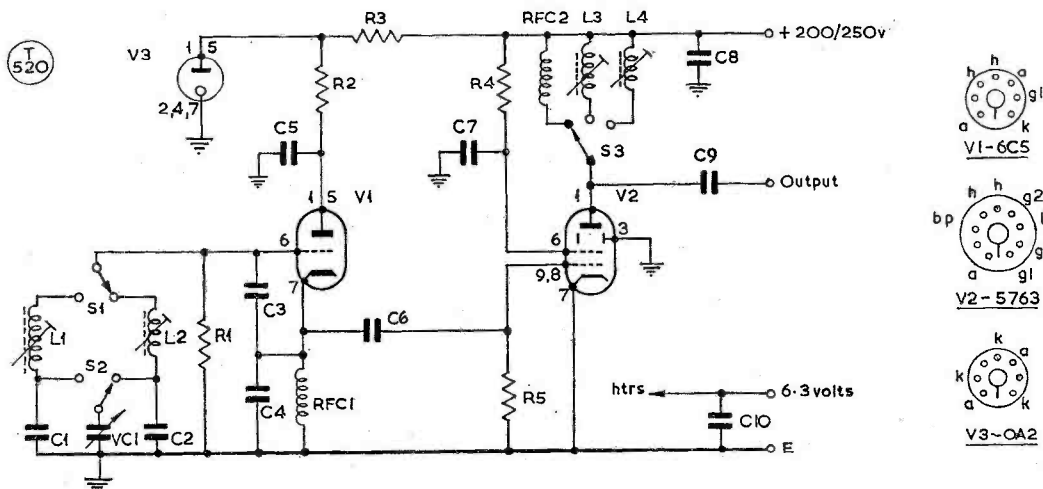 T
520
V3
1
5
2,4,7
R3
R2
C5
1
5
V1
6
7
C3
C4
RFC1
R1
S1
L1
L2
S2
C1
VC1
C2
C6
RFC2
L3
L4
C8
+ 200/250v
R4
C7
S3
C9
Output
1
V2
3
6
9,8
7
R5
htrs
6·3 volts
C10
E
h
h
a
g1
k
a
V1-6C5
h
h
g2
bp
g1
a
V2-5763
k
a
k
k
a
V3-OA2